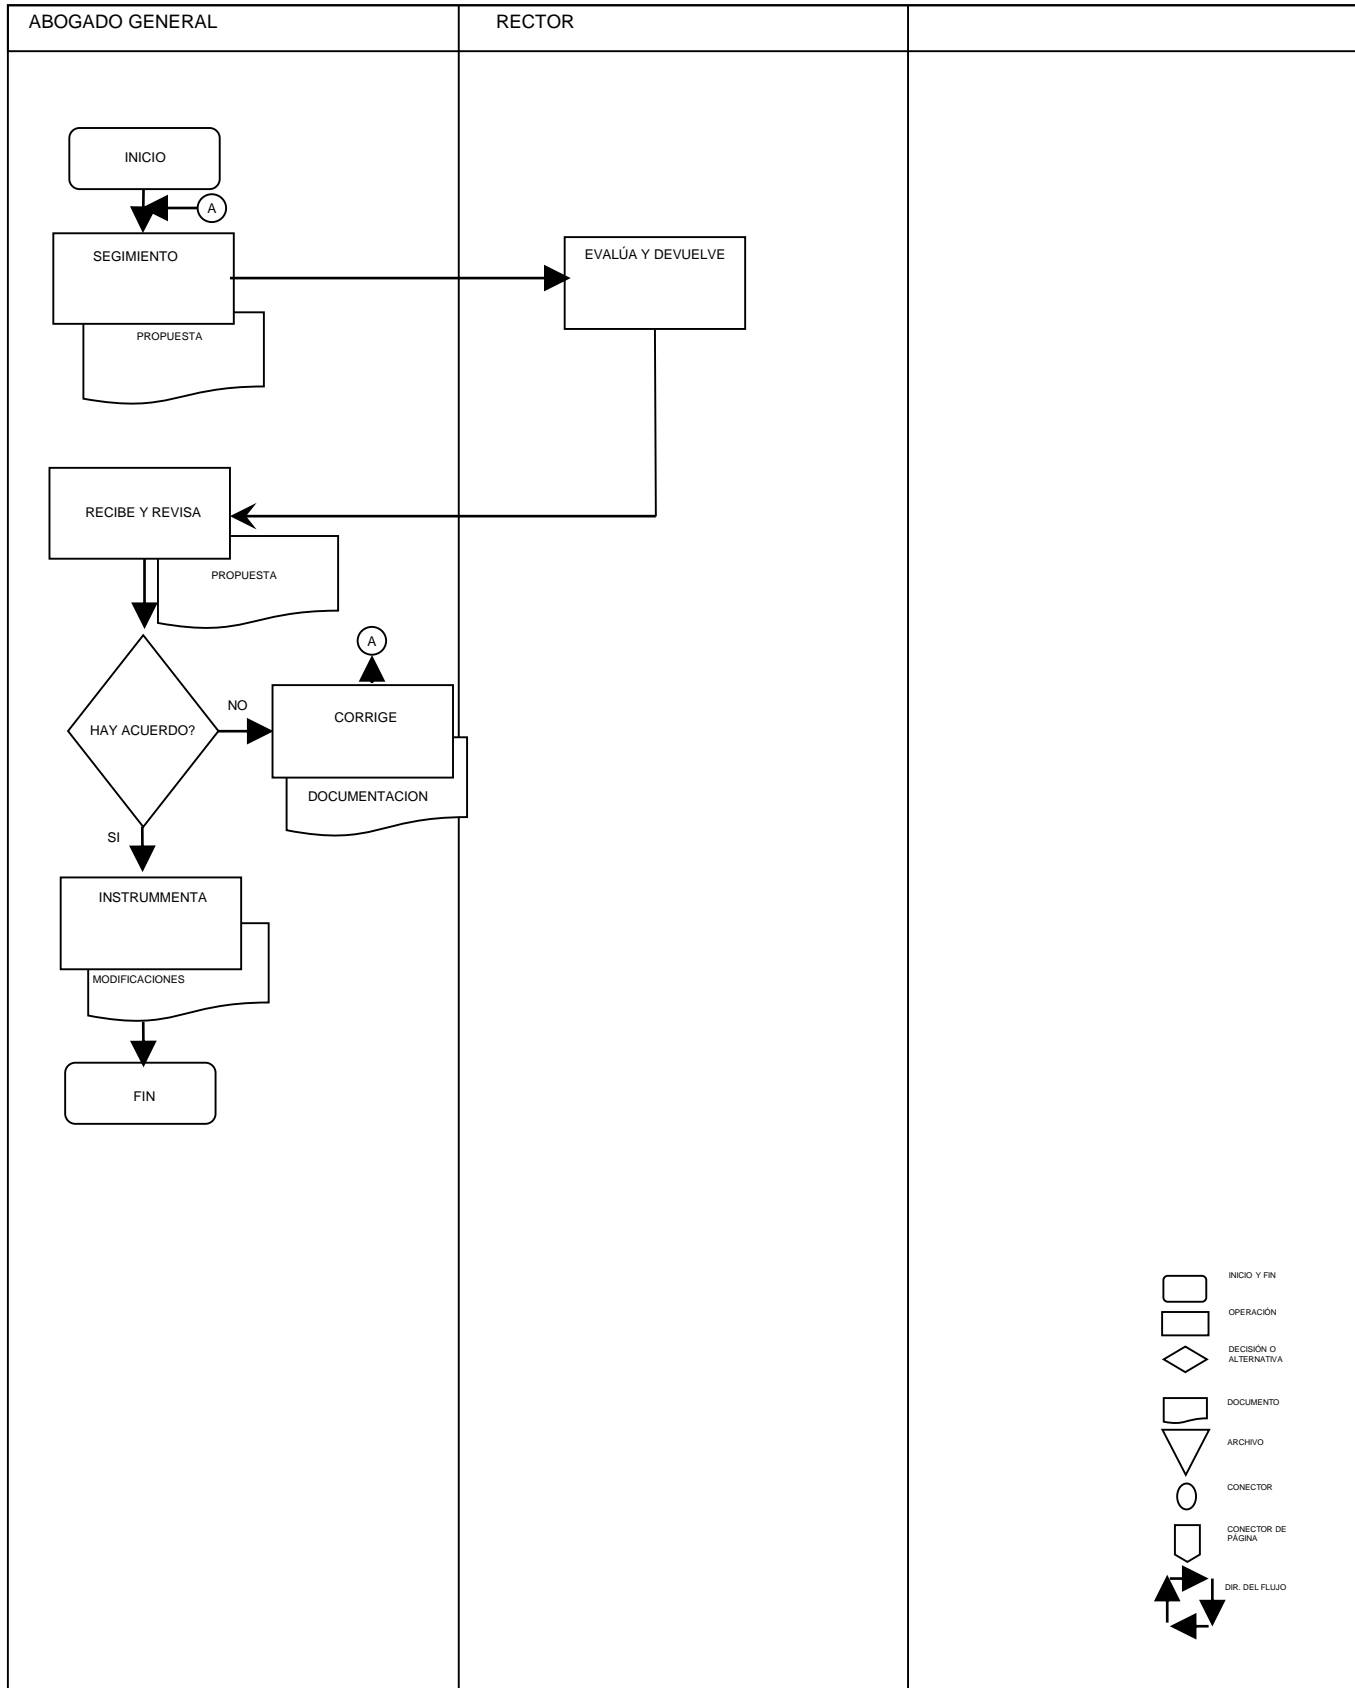 ABOGADO GENERAL
RECTOR
INICIO
A
SEGIMIENTO
EVALÚA Y DEVUELVE
PROPUESTA
RECIBE Y REVISA
PROPUESTA
A
NO
CORRIGE
HAY ACUERDO?
DOCUMENTACION
SI
INSTRUMMENTA
MODIFICACIONES
FIN
INICIO Y FIN
OPERACIÓN
DECISIÓN O
ALTERNATIVA
DOCUMENTO
ARCHIVO
CONECTOR
CONECTOR DE
PÁGINA
DIR. DEL FLUJO